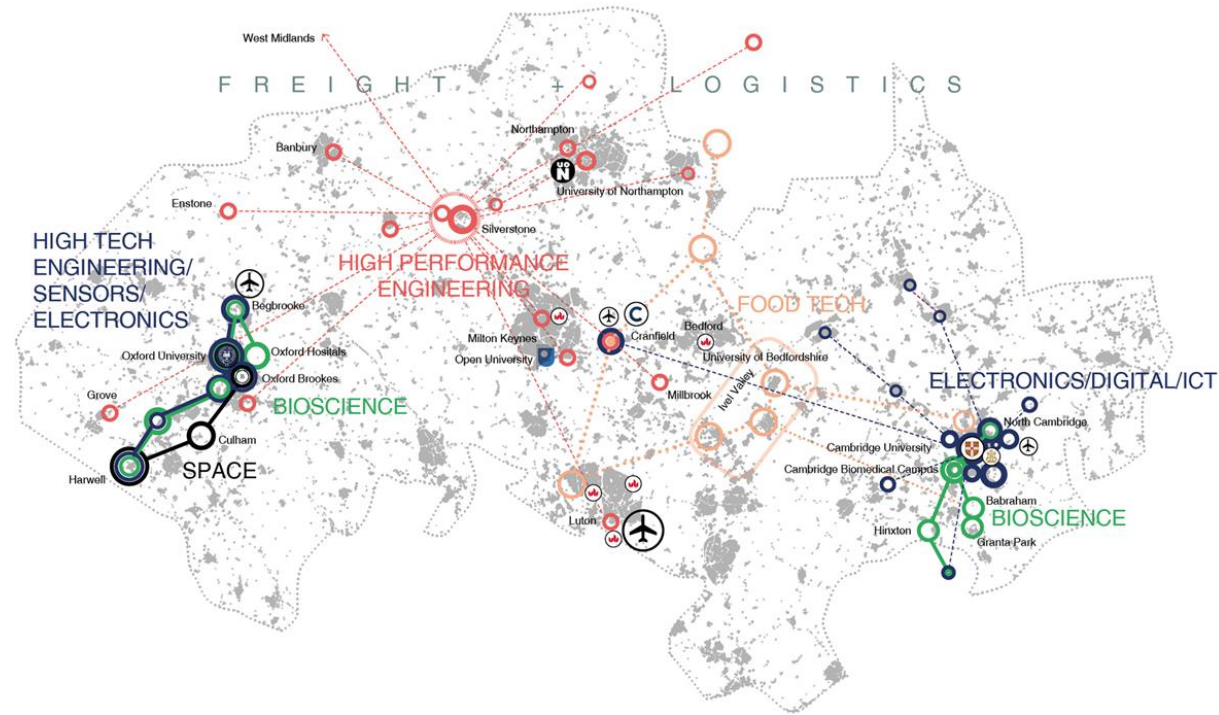 West Midlands
FREIGHT + LOGISTICS
Northampton
Banbury
UO
N
University of Northampton
Enstone
Silverstone
HIGH TECH
ENGINEERING/
SENSORS/
ELECTRONICS
HIGH PERFORMANCE
ENGINEERING
Begbrooke
FOOD TECH
C
Cranfield
Bedford
Milton Keynes
Oxford University
Oxford Hositals
Open University
University of Bedfordshire
Oxford Brookes
Ivel Valley
ELECTRONICS/DIGITAL/ICT
Grove
BIOSCIENCE
Millbrook
North Cambridge
Culham
Cambridge University
SPACE
Cambridge Biomedical Campus
Harwell
Babraham
Luton
Hinxton
BIOSCIENCE
Granta Park